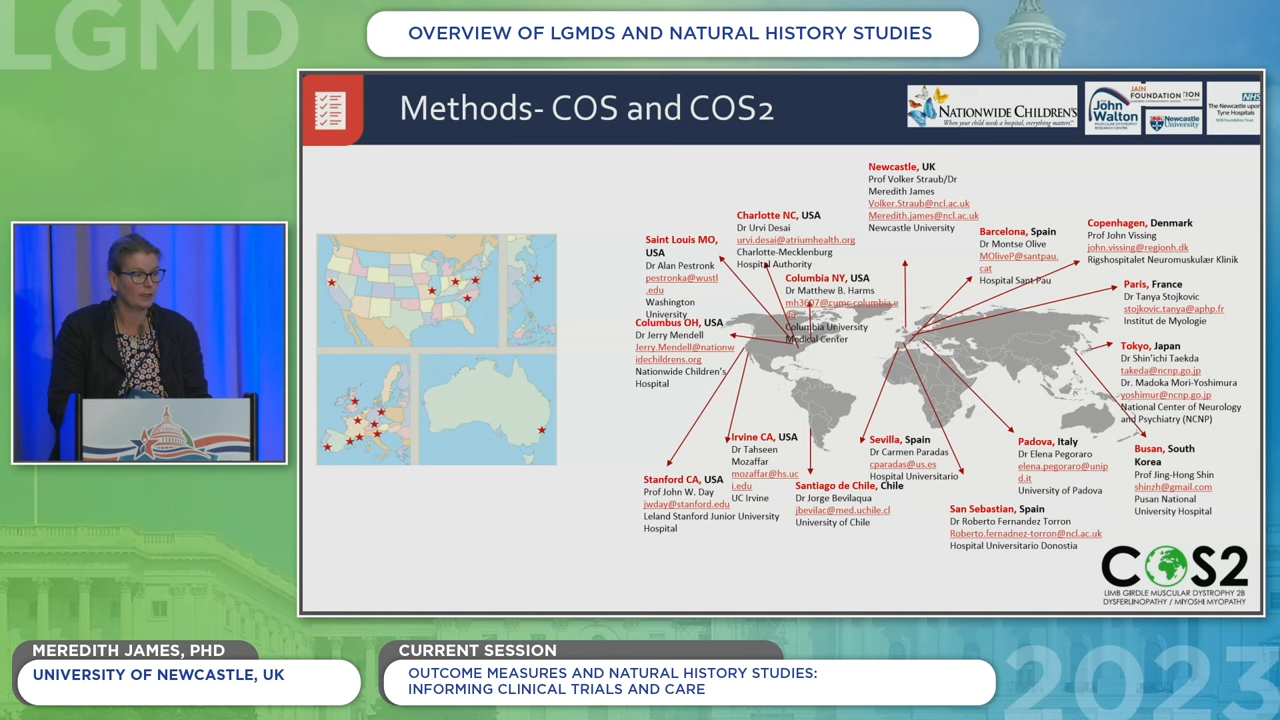 LGMD
OVERVIEW OF LGMDS AND NATURAL HISTORY STUDIES
Methods- COS and COS2
NATIONWIDE CHILDREN'S
When your child needs a hospital, everything matters.
The
John
Walton
MUSCULAR DYSTROPHY
RESEARCH CENTRE
JAIN
FOUNDATION
Newcastle
University
NHS
The Newcastle upon
Tyne Hospitals
NHS Foundation Trust
Newcastle, UK
Prof Volker Straub/Dr
Meredith James
Volker.Straub@ncl.ac.uk
Meredith.james@ncl.ac.uk
Newcastle University
Charlotte NC, USA
Dr Urvi Desai
urvi.desai@atriumhealth.org
Charlotte-Mecklenburg
Hospital Authority
Saint Louis MO,
USA
Dr Alan Pestronk
pestronka@wustl
.edu
Washington
University
Columbia NY, USA
Dr Matthew B. Harms
mh3607@cumc.columbia.e
du
Columbia University
Medical Center
Columbus OH, USA
Dr Jerry Mendell
Jerry.Mendell@nationw
idechildrens.org
Nationwide Children's
Hospital
Barcelona, Spain
Dr Montse Olive
MOliveP@santpau.
cat
Hospital Sant Pau
Copenhagen, Denmark
Prof John Vissing
john.vissing@regionh.dk
Rigshospitalet Neuromuskulær Klinik
Paris, France
Dr Tanya Stojkovic
stojkovic.tanya@aphp.fr
Institut de Myologie
Tokyo, Japan
Dr Shin'ichi Taekda
takeda@ncnp.go.jp
Dr. Madoka Mori-Yoshimura
yoshimur@ncnp.go.jp
National Center of Neurology
and Psychiatry (NCNP)
Irvine CA, USA
Dr Tahseen
Mozaffar
mozaffar@hs.uc
i.edu
UC Irvine
Stanford CA, USA
Prof John W. Day
jwday@stanford.edu
Leland Stanford Junior University
Hospital
Santiago de Chile, Chile
Dr Jorge Bevilaqua
jbevilac@med.uchile.cl
University of Chile
Sevilla, Spain
Dr Carmen Paradas
cparadas@us.es
Hospital Universitario
San Sebastian, Spain
Dr Roberto Fernandez Torron
Roberto.fernadnez-torron@ncl.ac.uk
Hospital Universitario Donostia
Padova, Italy
Dr Elena Pegoraro
elena.pegoraro@unip
d.it
University of Padova
Busan, South
Korea
Prof Jing-Hong Shin
shinzh@gmail.com
Pusan National
University Hospital
COS2
LIMB GIRDLE MUSCULAR DYSTROPHY 2B
DYSFERLINOPATHY / MIYOSHI MYOPATHY
MEREDITH JAMES, PHD
UNIVERSITY OF NEWCASTLE, UK
CURRENT SESSION
OUTCOME MEASURES AND NATURAL HISTORY STUDIES:
INFORMING CLINICAL TRIALS AND CARE
2023